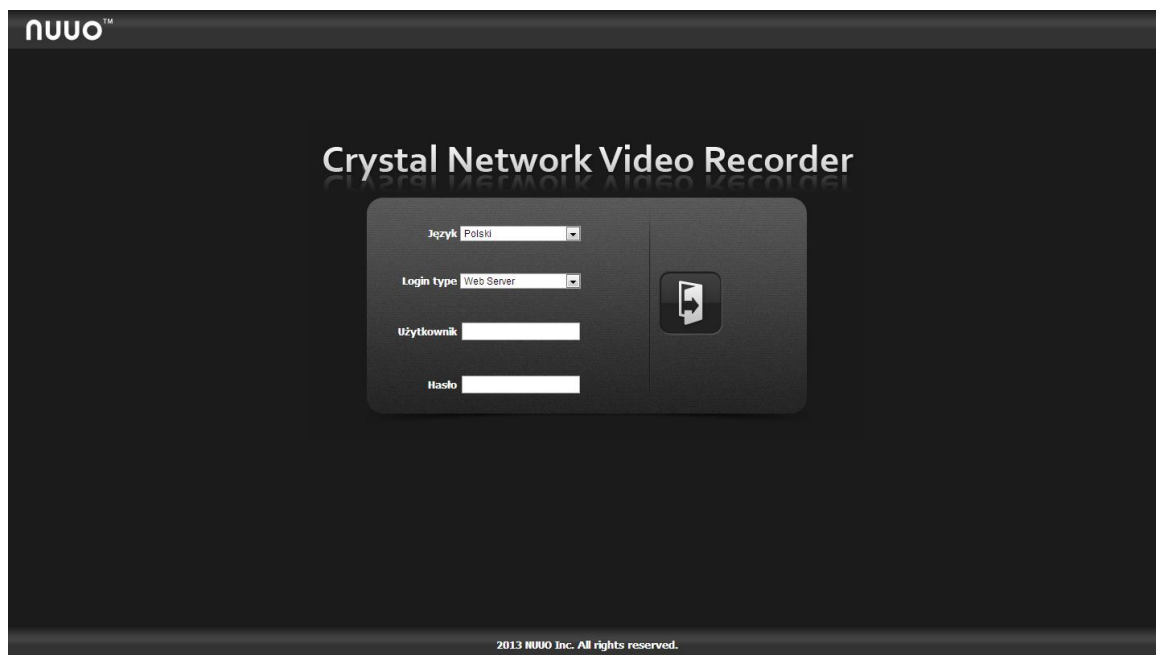 nuuo™
Crystal Network Video Recorder
Język Polski
Login type Web Server
Użytkownik
Hasło
2013 NUUO Inc. All rights reserved.